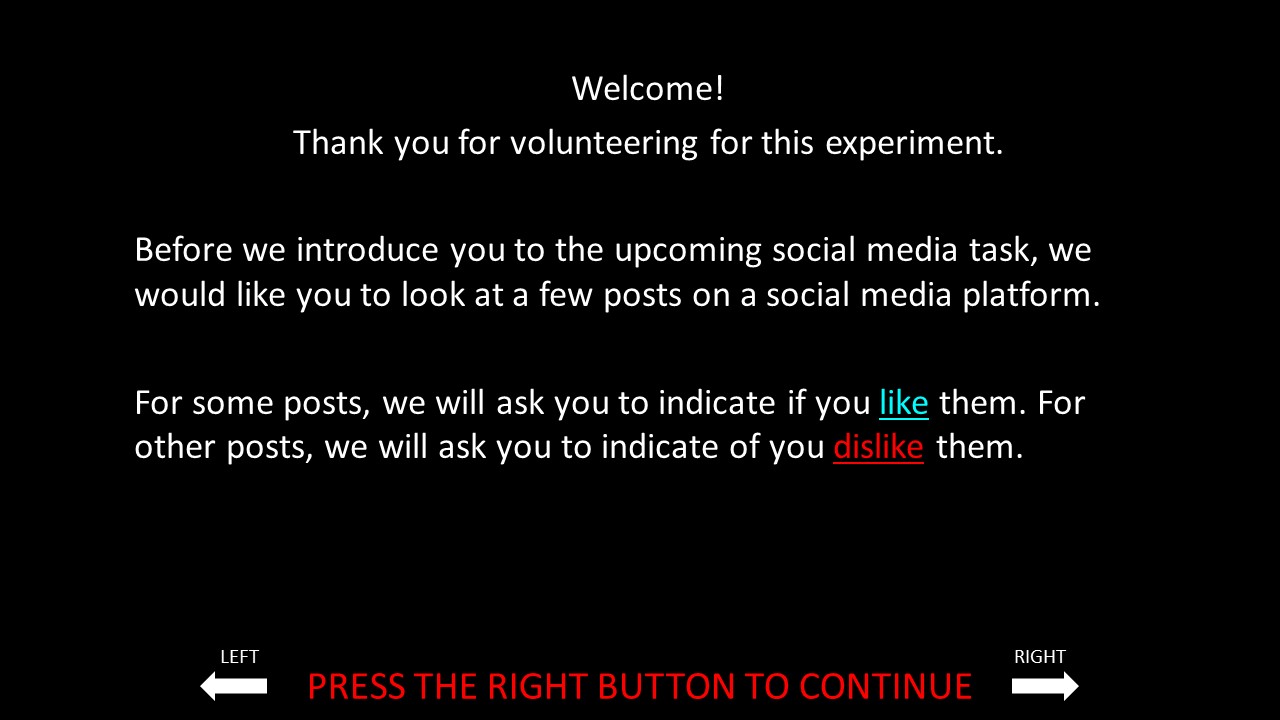 Welcome!
Thank you for volunteering for this experiment.
Before we introduce you to the upcoming social media task, we
would like you to look at a few posts on a social media platform.
For some posts, we will ask you to indicate if you like them. For
other posts, we will ask you to indicate of you dislike them.
LEFT
RIGHT
PRESS THE RIGHT BUTTON TO CONTINUE